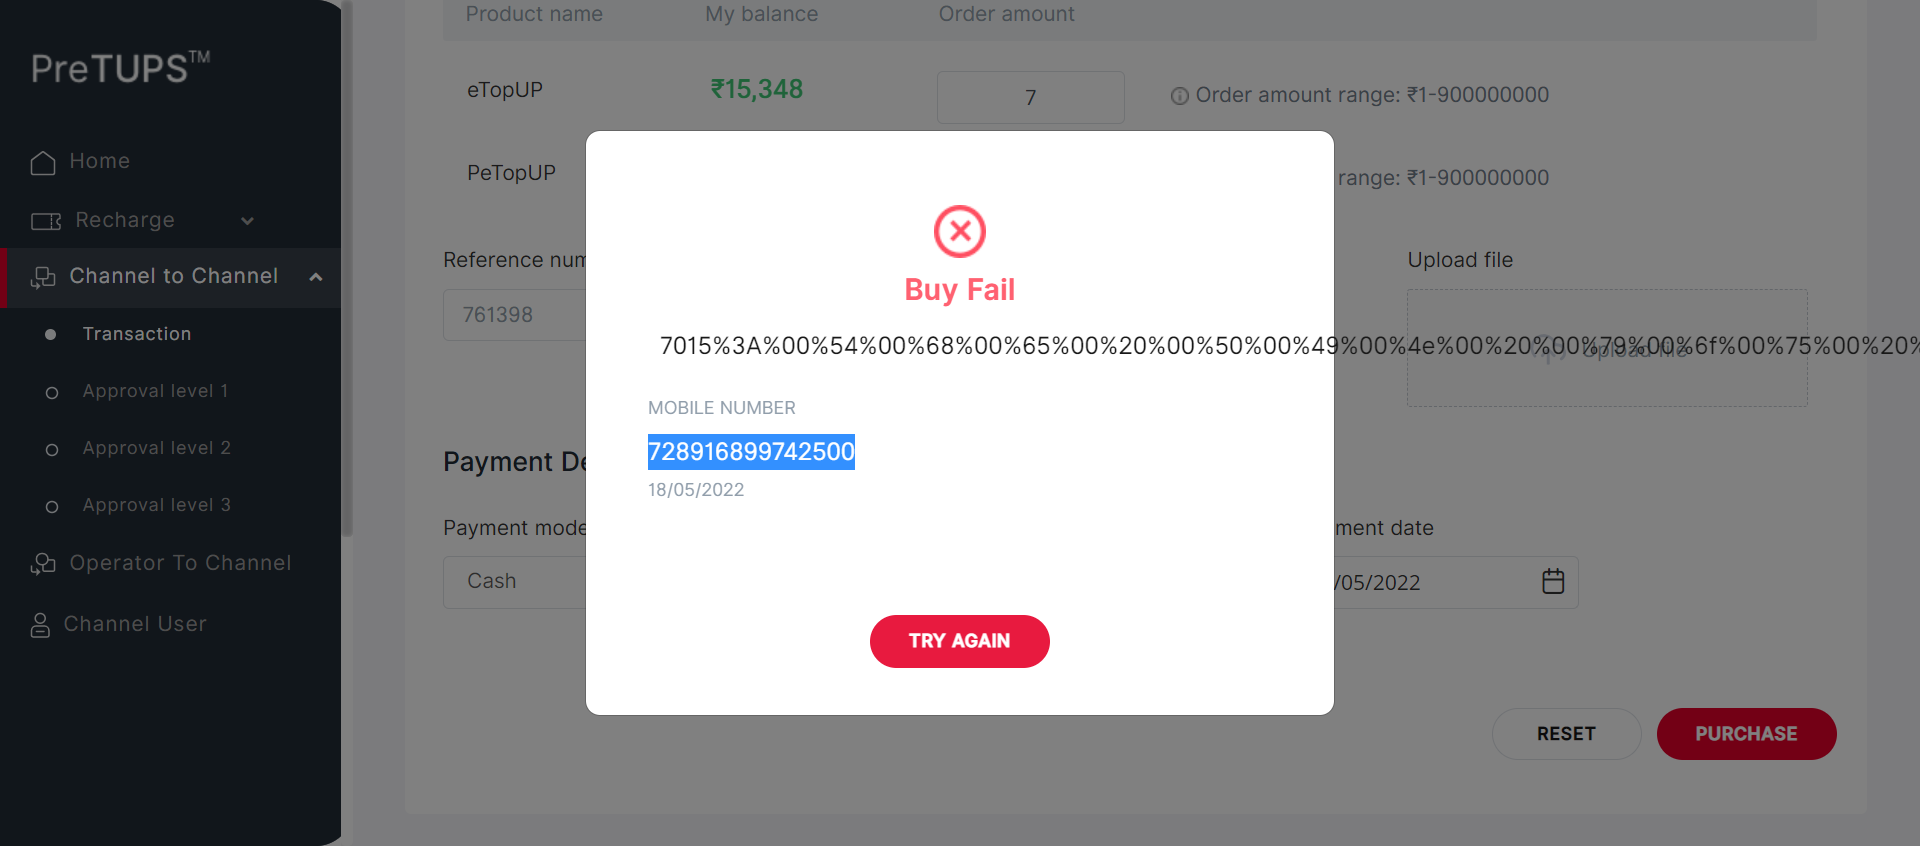 PreTUPS™
Home
Recharge
Channel to Channel
Transaction
Approval level 1
Approval level 2
Approval level 3
Operator To Channel
Channel User
Product name My balance Order amount
eTopUP ₹15,348 7 Order amount range: ₹1-900000000
PeTopUP range: ₹1-900000000
Reference num Upload file
761398
Upload file
Payment De
Payment mode ment date
Cash /05/2022
RESET PURCHASE
Buy Fail
7015%3A%00%54%00%68%00%65%00%20%00%50%00%49%00%4e%00%20%00%79%00%6f%00%75%00%20%
MOBILE NUMBER
728916899742500
18/05/2022
TRY AGAIN